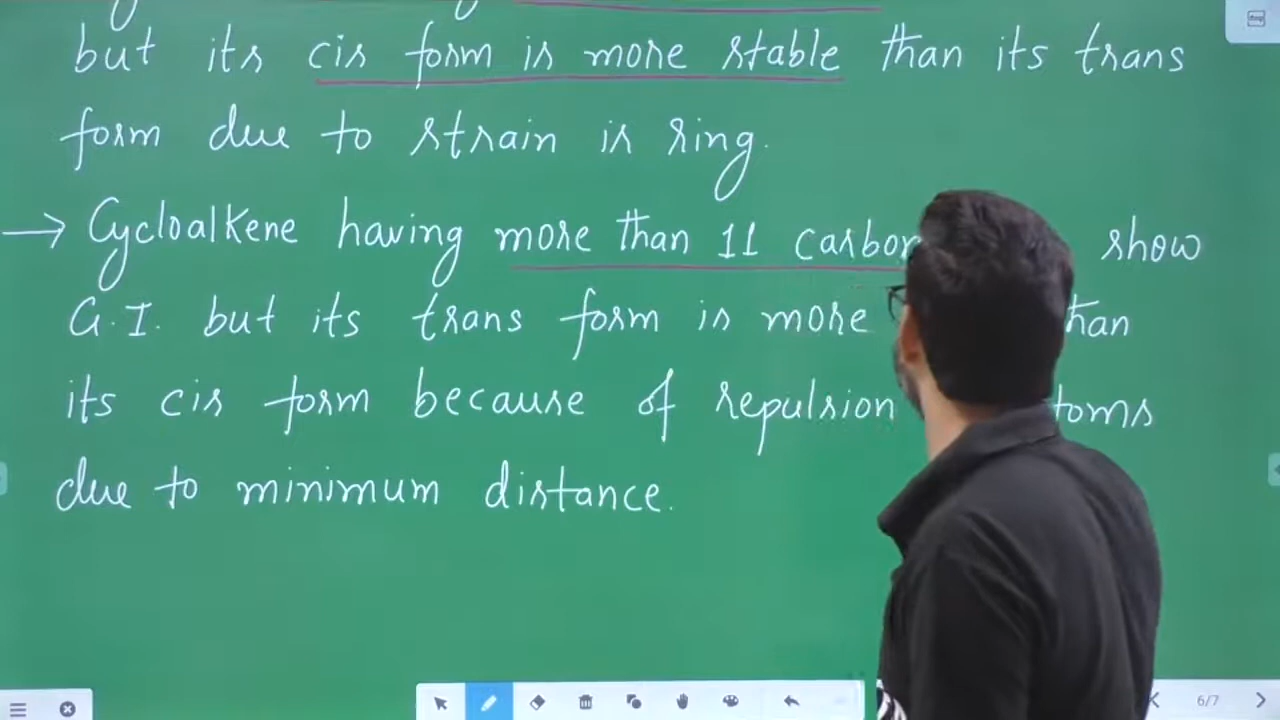 but its cis form is more stable than its trans
form due to strain is ring.
→ Cycloalkene having more than 11 carbon show
G.I. but its trans form is more than
its cis form because of repulsion
due to minimum distance.
6/7